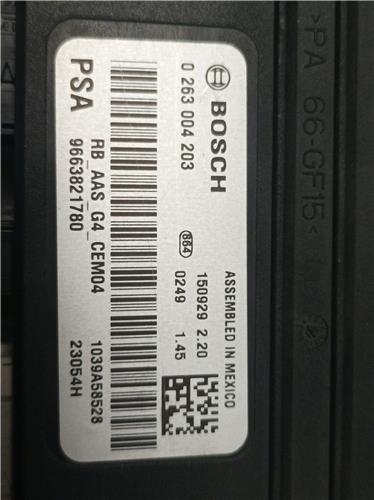 BOSCH
0 263 004 203
PSA
RB_AAS_G4_CEM04
9663821780
864
ASSEMBLED IN MEXICO
150929 2.20
0249 1.45
1039A58528
23054H
>PA 66-GF15<